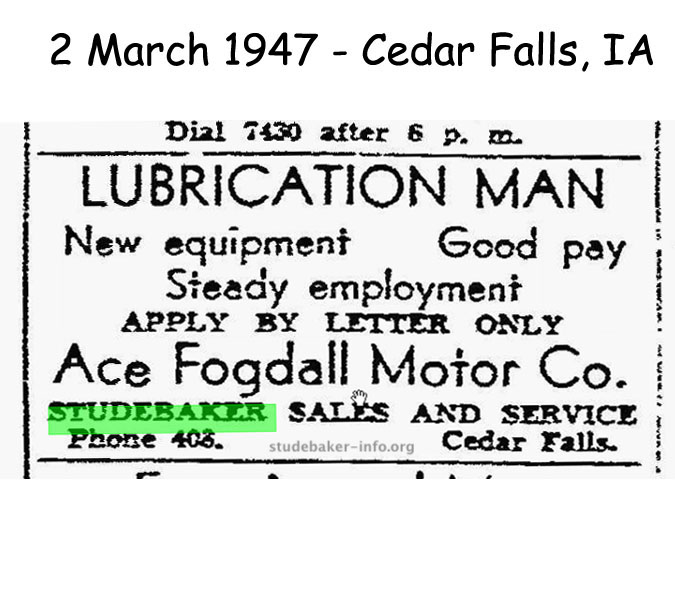 2 March 1947 - Cedar Falls, IA
Dial 7430 after 6 p. m.
LUBRICATION MAN
New equipment Good pay
Steady employment
APPLY BY LETTER ONLY
Ace Fogdall Motor Co.
STUDEBAKER SALES AND SERVICE
Phone 408. studebaker-info.org Cedar Falls.